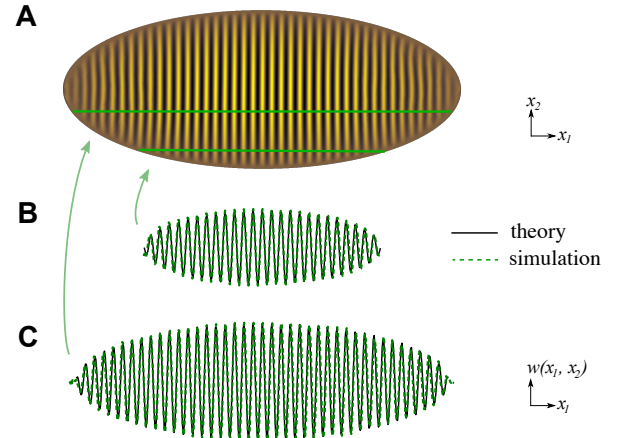 A
x₂
x₁
B
theory
simulation
C
w(x₁, x₂)
x₁